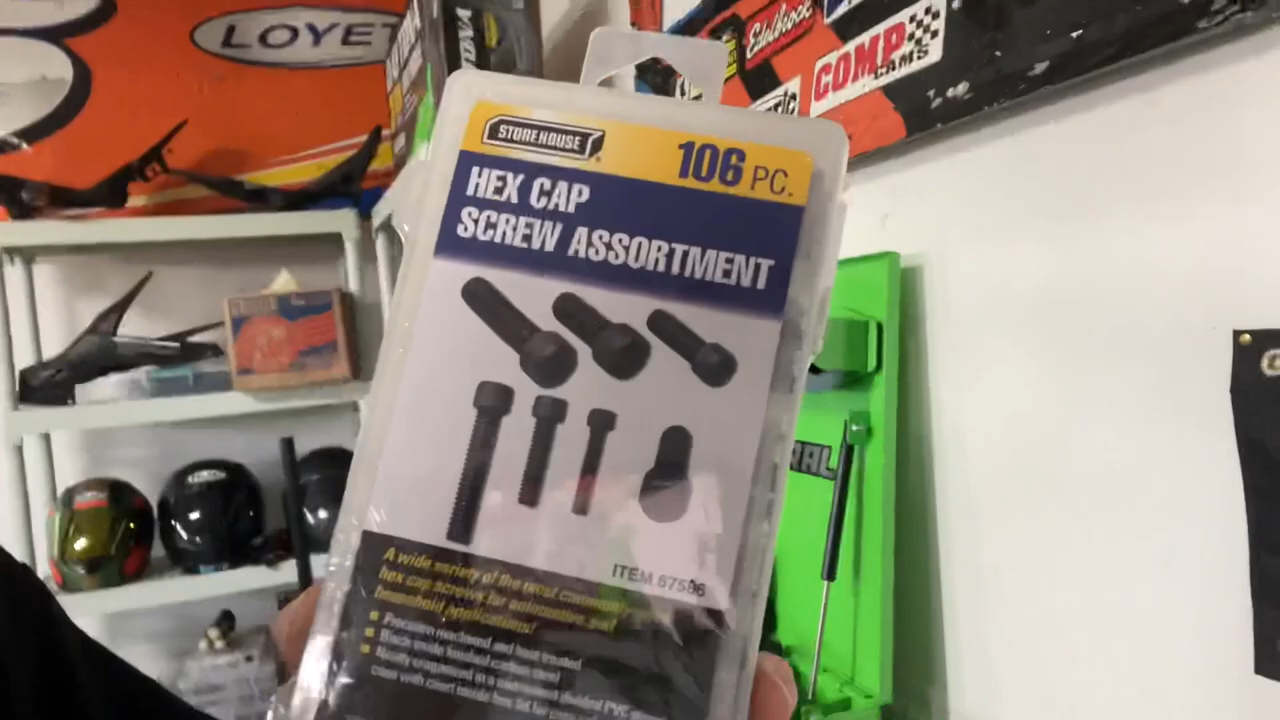 LOYET
Edelbrock
COMP
CAMS
STOREHOUSE
106 PC.
HEX CAP
SCREW ASSORTMENT
ITEM 67586
A wide variety of the most common
hex cap screws for automotive and
household applications!
Precision machined and heat treated
Black oxide finished carbon steel